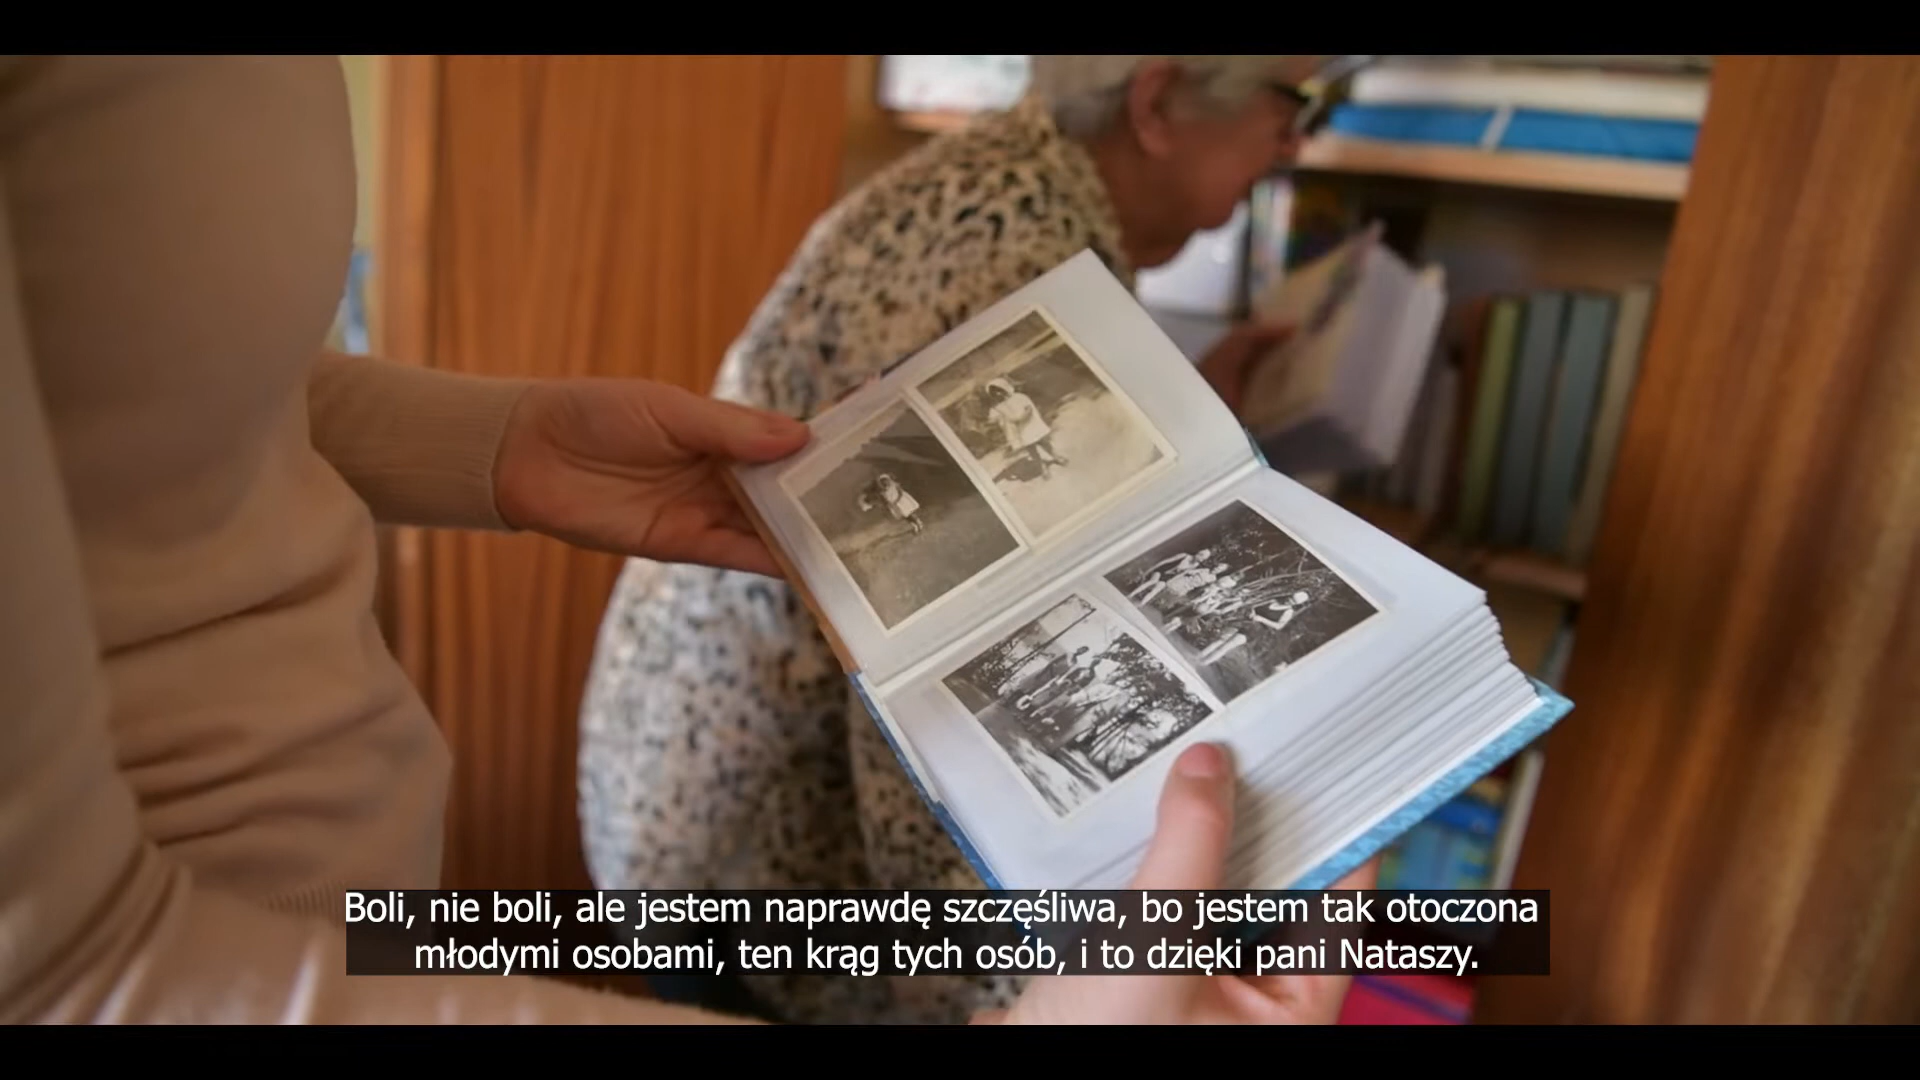 Boli, nie boli, ale jestem naprawdę szczęśliwa, bo jestem tak otoczona
młodymi osobami, ten krąg tych osób, i to dzięki pani Nataszy.